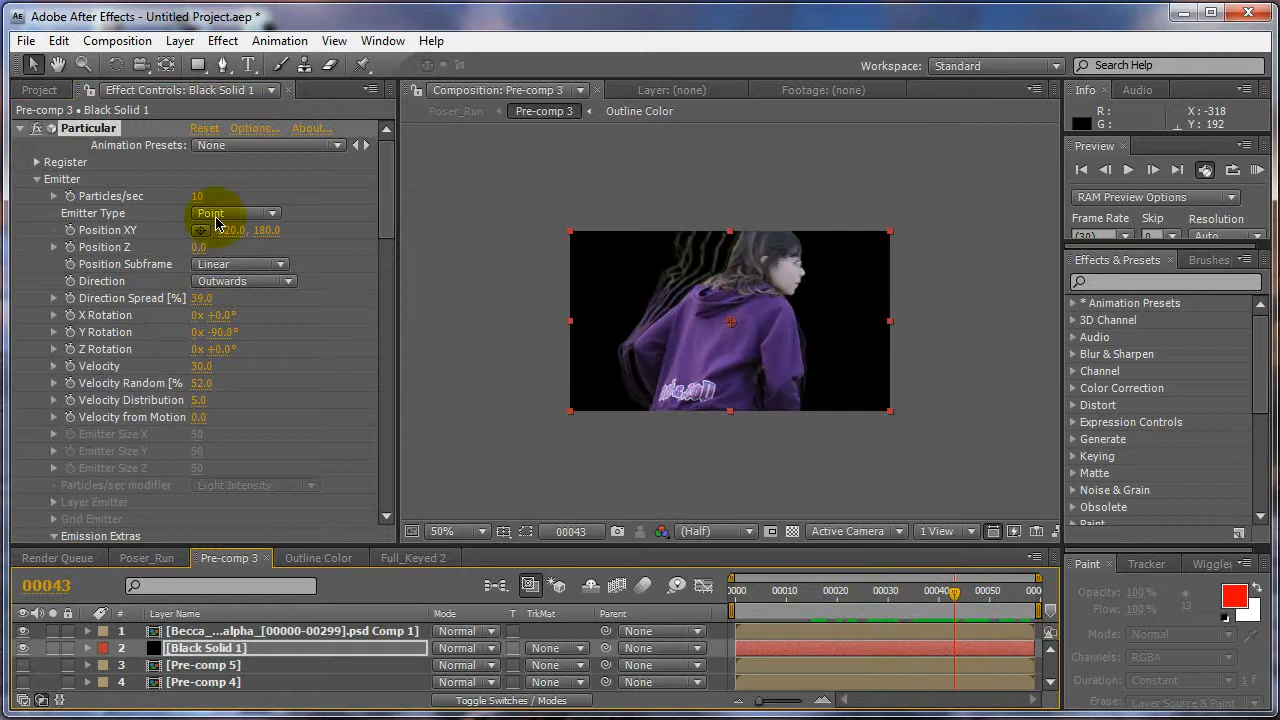 Adobe After Effects - Untitled Project.aep *
File Edit Composition Layer Effect Animation View Window Help
Workspace: Standard Search Help
Project Effect Controls: Black Solid 1 Composition: Pre-comp 3 Layer: (none) Footage: (none) Info Audio
Pre-comp 3 • Black Solid 1 Poser_Run Pre-comp 3 Outline Color
R : X : -318
G : Y : 192
fx Particular Reset Options... About...
Animation Presets: None
Preview
Register
Emitter
Particles/sec 10
RAM Preview Options
Emitter Type Point
Frame Rate Skip Resolution
Position XY 20.0, 180.0
(30) 0 Auto
Position Z 0.0
Position Subframe Linear
Effects & Presets Brushes
Direction Outwards
Direction Spread [%] 39.0
* Animation Presets
X Rotation 0x +0.0°
3D Channel
Y Rotation 0x -90.0°
Audio
Z Rotation 0x +0.0°
Blur & Sharpen
Velocity 30.0
Channel
Velocity Random [% 52.0
Color Correction
Velocity Distribution 5.0
Distort
Velocity from Motion 0.0
Expression Controls
Emitter Size X 50
Generate
Emitter Size Y 50
Keying
Emitter Size Z 50
Matte
Particles/sec modifier Light Intensity
Noise & Grain
Layer Emitter
Obsolete
Grid Emitter
Paint
Emission Extras
50% 00043 (Half) Active Camera 1 View
Render Queue Poser_Run Pre-comp 3 Outline Color Full_Keyed 2
Paint Tracker Wiggler
00043
0000 00010 00020 00030 00040 00050 000
Opacity: 100 %
Flow: 100 % 13
# Layer Name Mode T TrkMat Parent
1 [Becca_...alpha_[00000-00299].psd Comp 1] Normal None
Mode: Normal
2 [Black Solid 1] Normal None None
Channels: RGBA
3 [Pre-comp 5] Normal None None
4 [Pre-comp 4] Normal None None
Duration: Constant 1 f
Toggle Switches / Modes
Erase: Layer Source & Paint